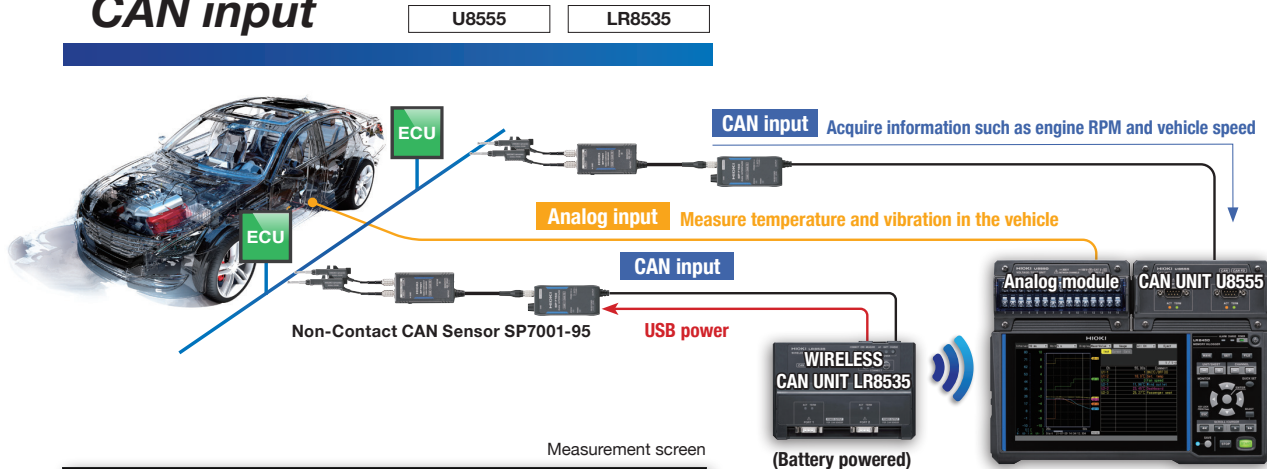 CAN input
U8555
LR8535
ECU
CAN input
Acquire information such as engine RPM and vehicle speed
Analog input
Measure temperature and vibration in the vehicle
ECU
CAN input
Analog module
CAN UNIT U8555
Non-Contact CAN Sensor SP7001-95
USB power
HIOKI
WIRELESS
CAN UNIT LR8535
Measurement screen
(Battery powered)